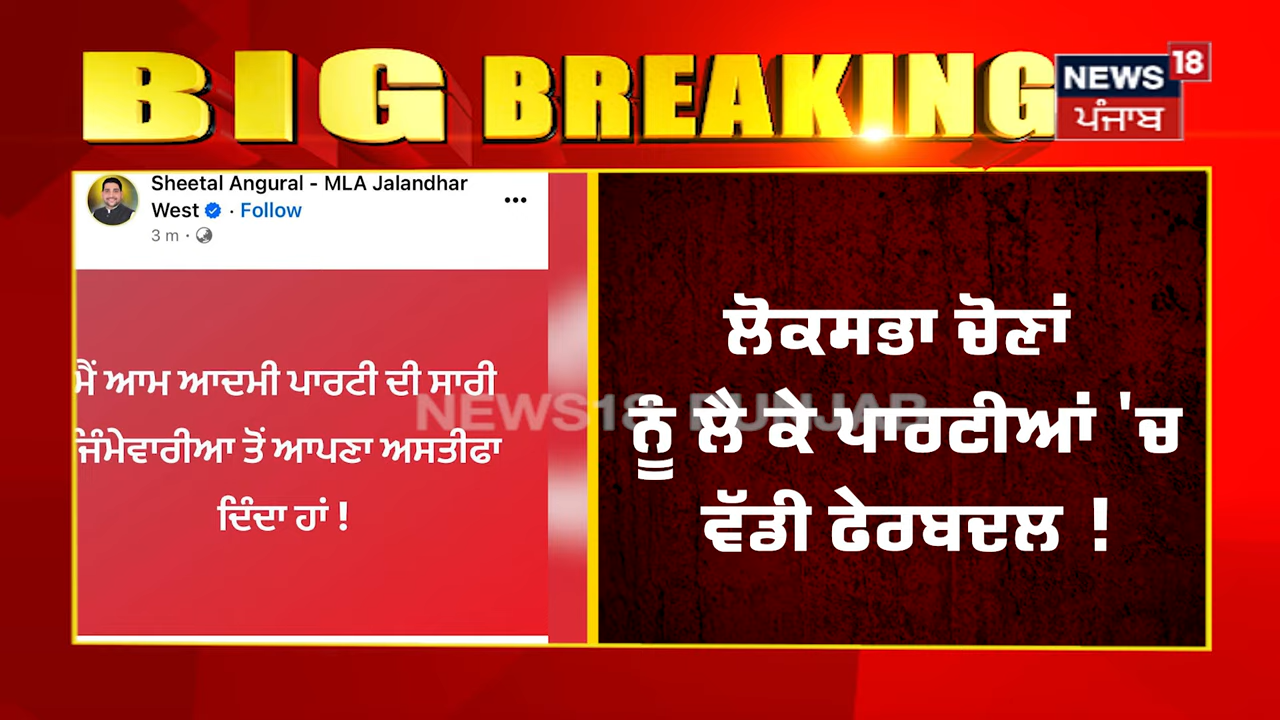 BIG BREAKING
NEWS 18
ਪੰਜਾਬ
Sheetal Angural - MLA Jalandhar
West · Follow
3 m ·
ਮੈਂ ਆਮ ਆਦਮੀ ਪਾਰਟੀ ਦੀ ਸਾਰੀ
ਜਿੰਮੇਵਾਰੀਆ ਤੋਂ ਆਪਣਾ ਅਸਤੀਫਾ
ਦਿੰਦਾ ਹਾਂ !
ਲੋਕਸਭਾ ਚੋਣਾਂ
ਨੂੰ ਲੈ ਕੇ ਪਾਰਟੀਆਂ 'ਚ
ਵੱਡੀ ਫੇਰਬਦਲ !
NEWS18 PUNJAB